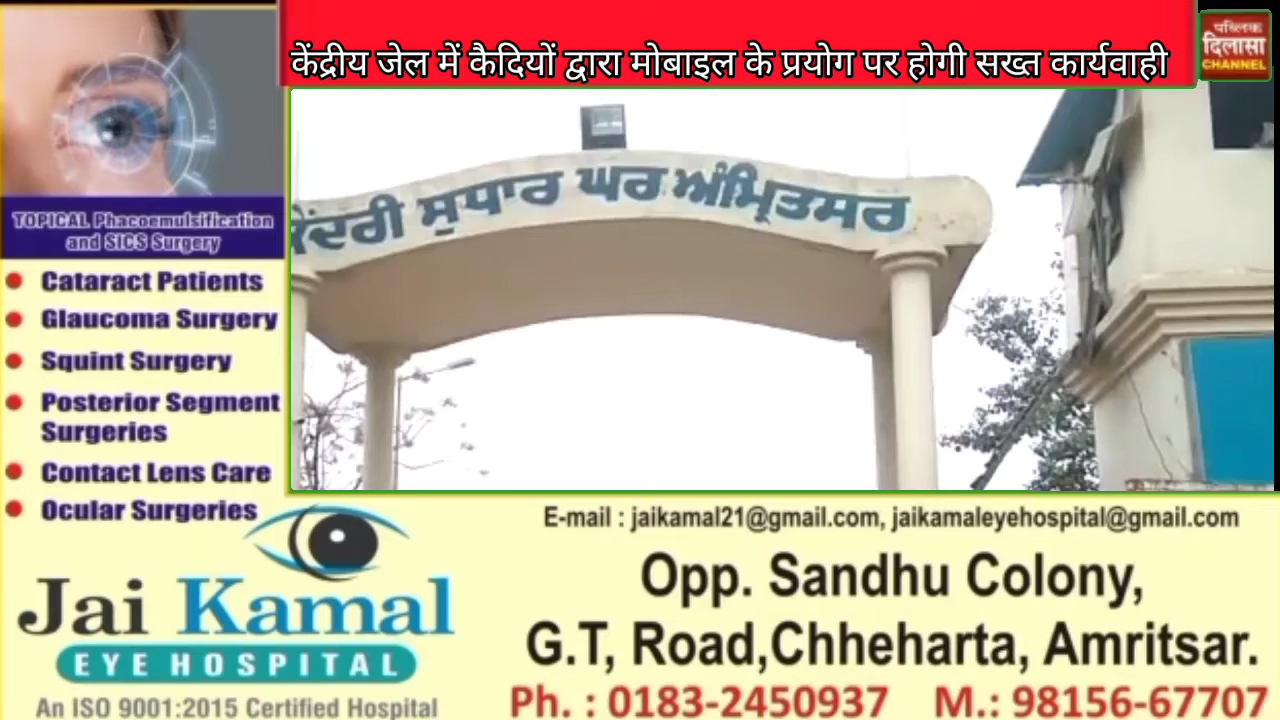 केंद्रीय जेल में कैदियों द्वारा मोबाइल के प्रयोग पर होगी सख्त कार्यवाही
पब्लिक
दिलासा
CHANNEL
ਕੇਂਦਰੀ ਸੁਧਾਰ ਘਰ ਅੰਮ੍ਰਿਤਸਰ
TOPICAL Phacoemulsification
and SICS Surgery
Cataract Patients
Glaucoma Surgery
Squint Surgery
Posterior Segment
Surgeries
Contact Lens Care
Ocular Surgeries
Jai Kamal
EYE HOSPITAL
An ISO 9001:2015 Certified Hospital
E-mail : jaikamal21@gmail.com, jaikamaleyehospital@gmail.com
Opp. Sandhu Colony,
G.T, Road,Chheharta, Amritsar.
Ph. : 0183-2450937 M.: 98156-67707